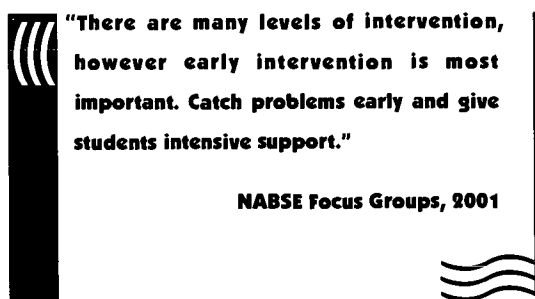 "There are many levels of intervention,
however early intervention is most
important. Catch problems early and give
students intensive support."
NABSE Focus Groups, 2001